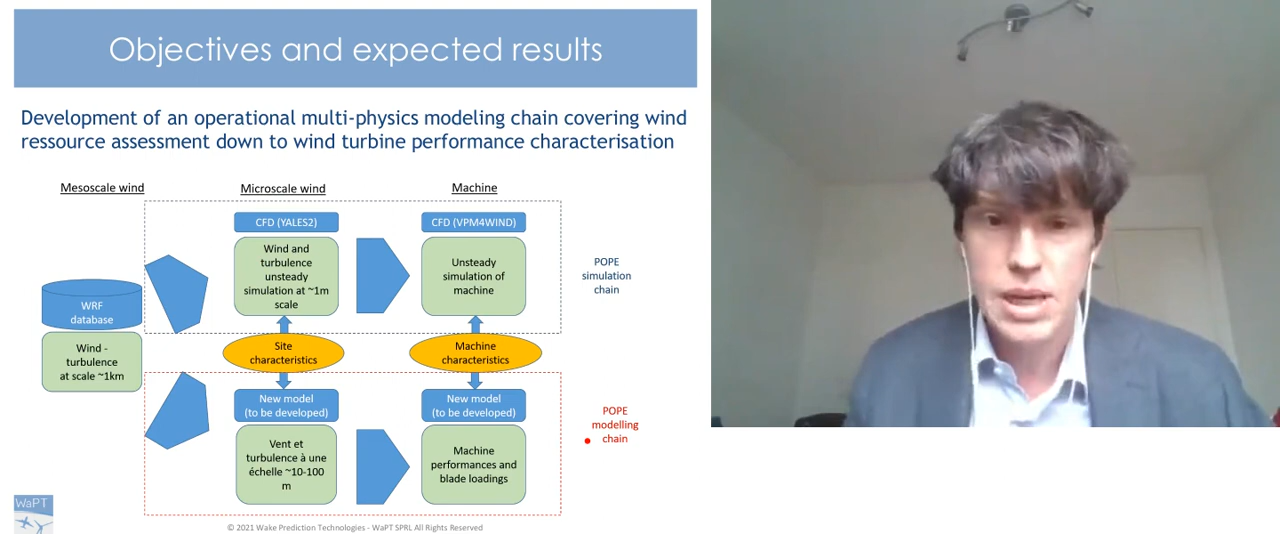 Objectives and expected results
Development of an operational multi-physics modeling chain covering wind
ressource assessment down to wind turbine performance characterisation
Mesoscale wind
Microscale wind
Machine
CFD (YALES2)
CFD (VPM4WIND)
Wind and
turbulence
unsteady
simulation at ~1m
scale
Unsteady
simulation of
machine
POPE
simulation
chain
WRF
database
Wind -
turbulence
at scale ~1km
Site
characteristics
Machine
characteristics
New model
(to be developed)
New model
(to be developed)
POPE
modelling
chain
Vent et
turbulence à une
échelle ~10-100
m
Machine
performances and
blade loadings
WaPT
© 2021 Wake Prediction Technologies - WaPT SPRL All Rights Reserved